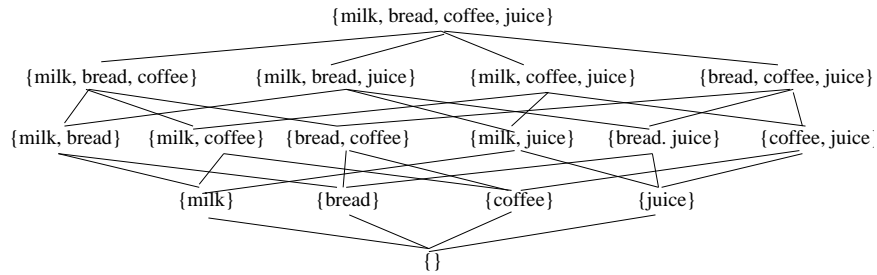 {milk, bread, coffee, juice}
{milk, bread, coffee} {milk, bread, juice} {milk, coffee, juice} {bread, coffee, juice}
{milk, bread} {milk, coffee} {bread, coffee} {milk, juice} {bread. juice} {coffee, juice}
{milk} {bread} {coffee} {juice}
{}